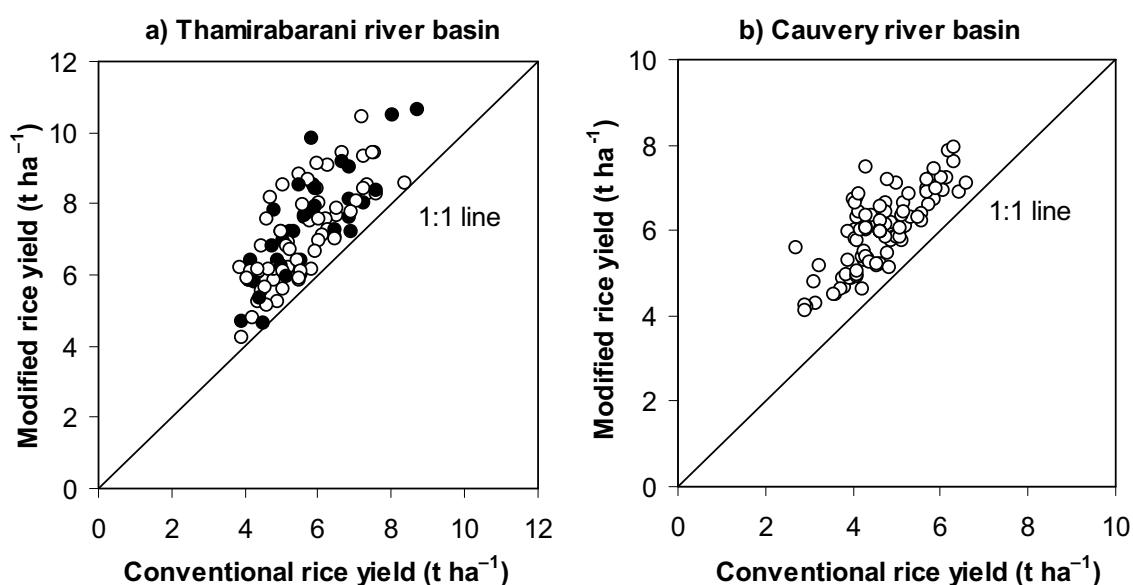 a) Thamirabarani river basin
12
10
8
6
4
2
0
Modified rice yield (t ha⁻¹)
1:1 line
0 2 4 6 8 10 12
Conventional rice yield (t ha⁻¹)
b) Cauvery river basin
10
8
6
4
2
0
Modified rice yield (t ha⁻¹)
1:1 line
0 2 4 6 8 10
Conventional rice yield (t ha⁻¹)